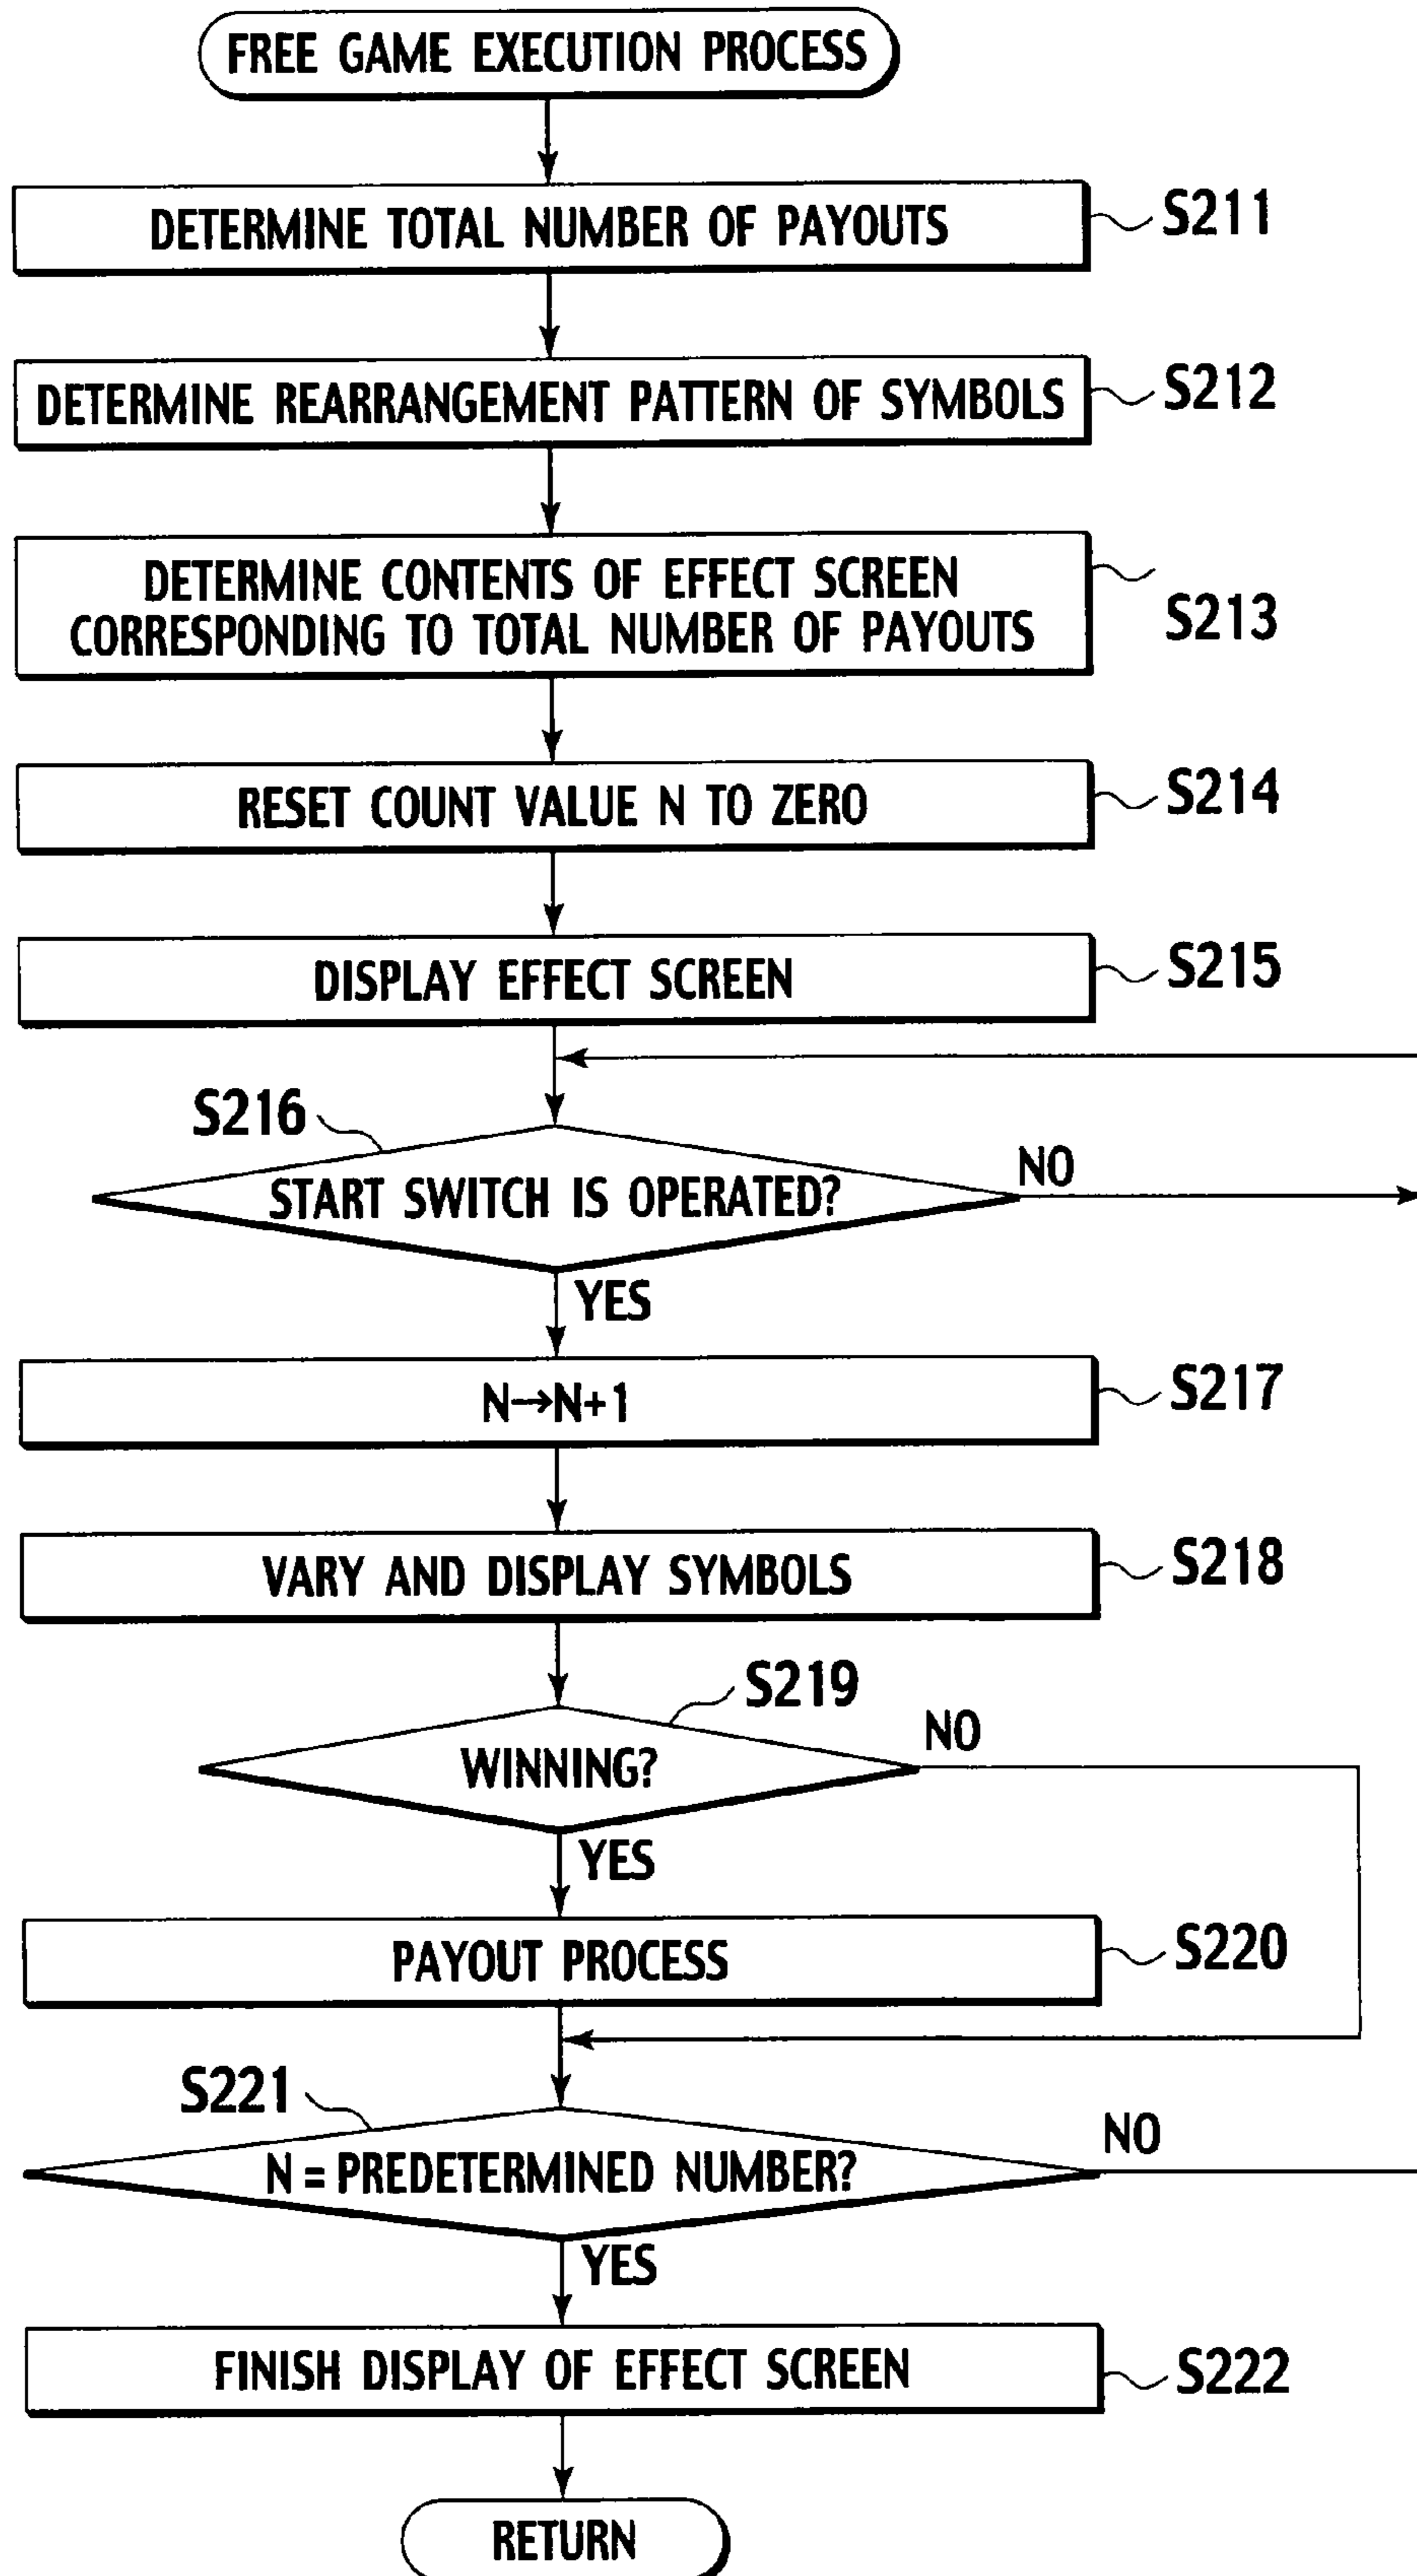 FREE GAME EXECUTION PROCESS
DETERMINE TOTAL NUMBER OF PAYOUTS
S211
DETERMINE REARRANGEMENT PATTERN OF SYMBOLS
S212
DETERMINE CONTENTS OF EFFECT SCREEN
CORRESPONDING TO TOTAL NUMBER OF PAYOUTS
S213
RESET COUNT VALUE N TO ZERO
S214
DISPLAY EFFECT SCREEN
S215
S216
START SWITCH IS OPERATED?
NO
YES
N→N+1
S217
VARY AND DISPLAY SYMBOLS
S218
S219
WINNING?
NO
YES
PAYOUT PROCESS
S220
S221
N = PREDETERMINED NUMBER?
NO
YES
FINISH DISPLAY OF EFFECT SCREEN
S222
RETURN